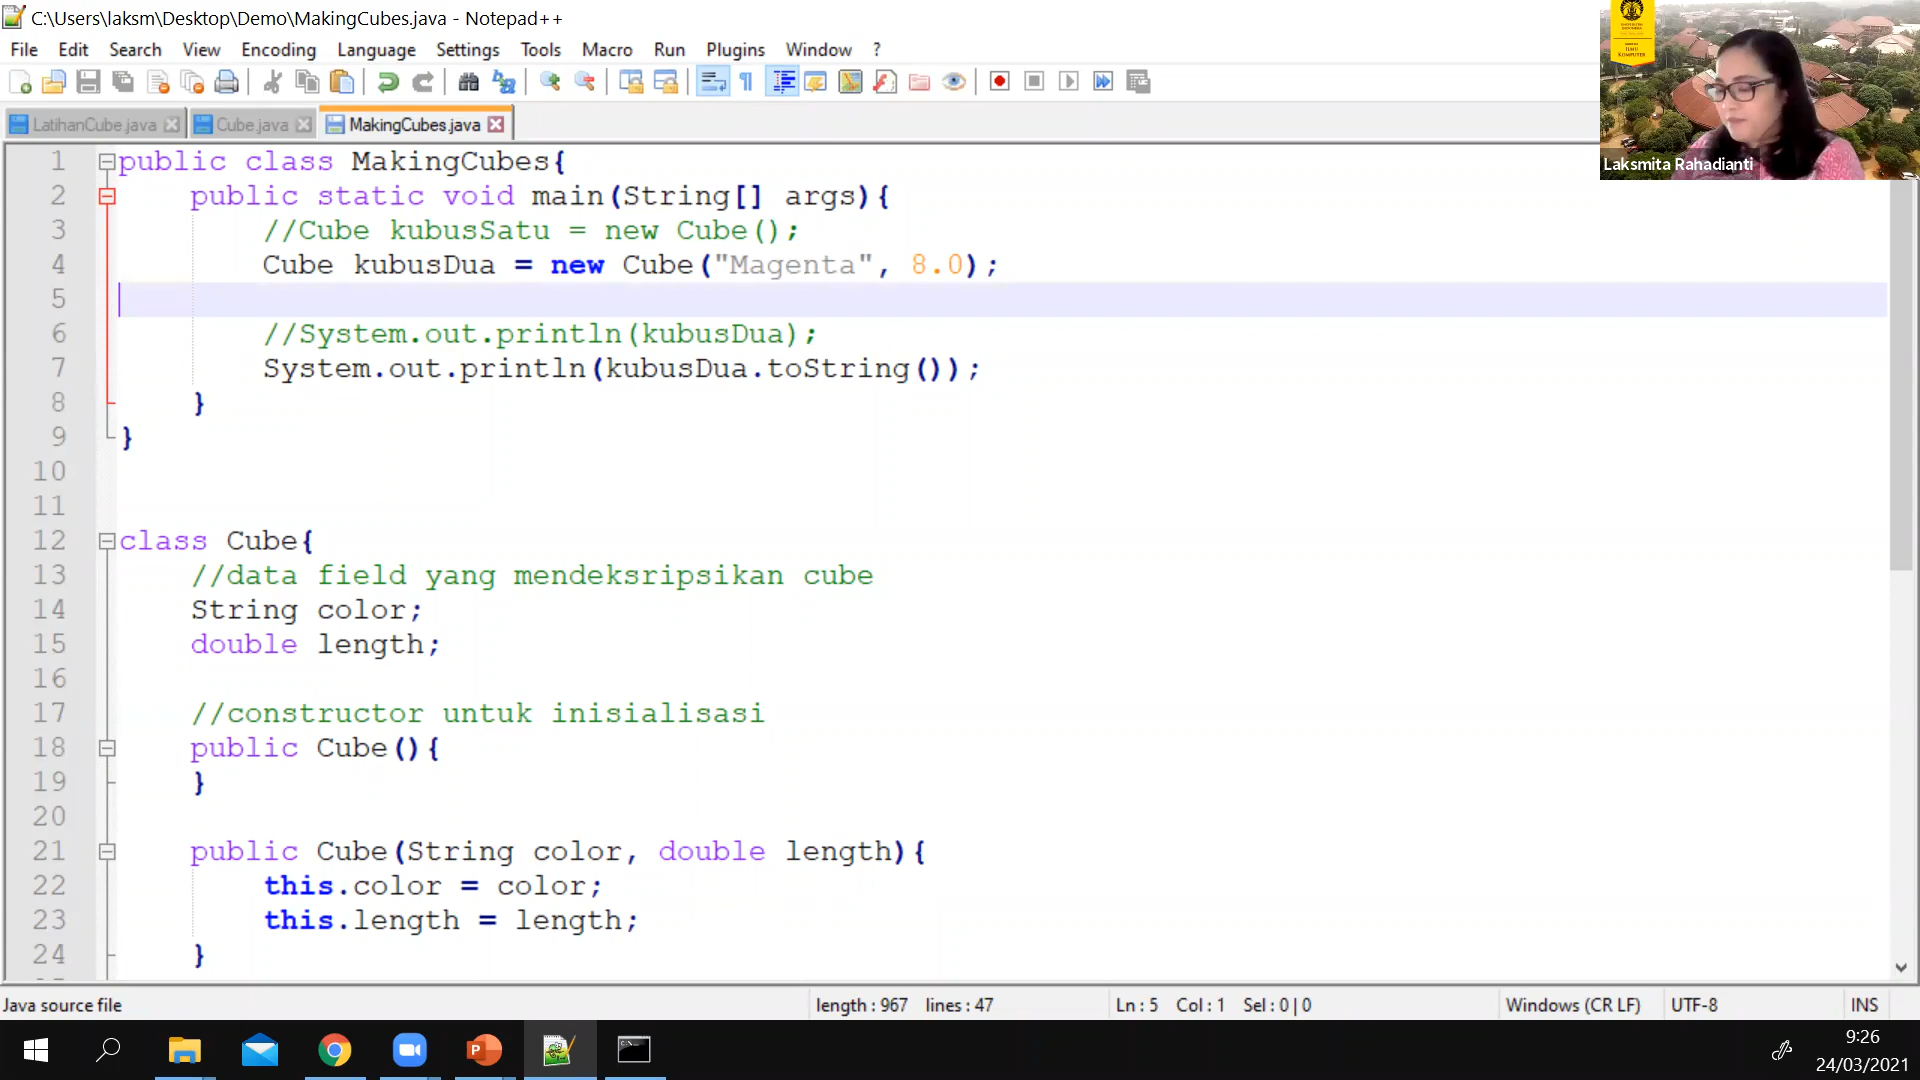 C:\Users\laksm\Desktop\Demo\MakingCubes.java - Notepad++
File Edit Search View Encoding Language Settings Tools Macro Run Plugins Window ?
LatihanCube.java Cube.java MakingCubes.java
1 public class MakingCubes{
2 public static void main(String[] args){
3 //Cube kubusSatu = new Cube();
4 Cube kubusDua = new Cube("Magenta", 8.0);
5
6 //System.out.println(kubusDua);
7 System.out.println(kubusDua.toString());
8 }
9 }
10
11
12 class Cube{
13 //data field yang mendeksripsikan cube
14 String color;
15 double length;
16
17 //constructor untuk inisialisasi
18 public Cube(){
19 }
20
21 public Cube(String color, double length){
22 this.color = color;
23 this.length = length;
24 }
Java source file length : 967 lines : 47 Ln : 5 Col : 1 Sel : 0 | 0 Windows (CR LF) UTF-8 INS
ILMU
KOMPUTER
Laksmita Rahadianti
9:26
24/03/2021